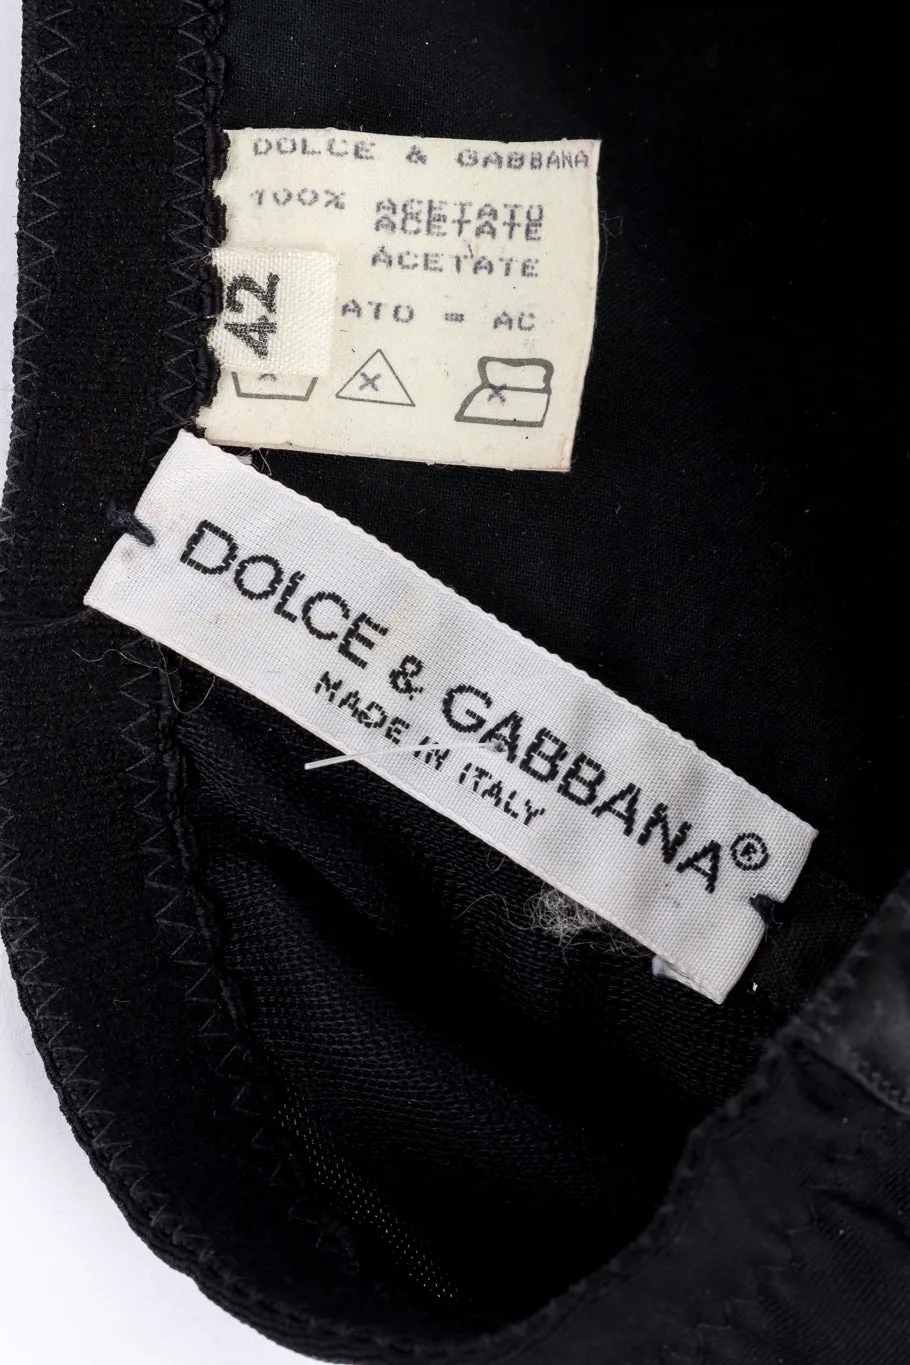 DOLCE & GABBANA
100% ACETATO
ACETATE
ACETATE
ATO = AC
42
DOLCE & GABBANA®
MADE IN ITALY